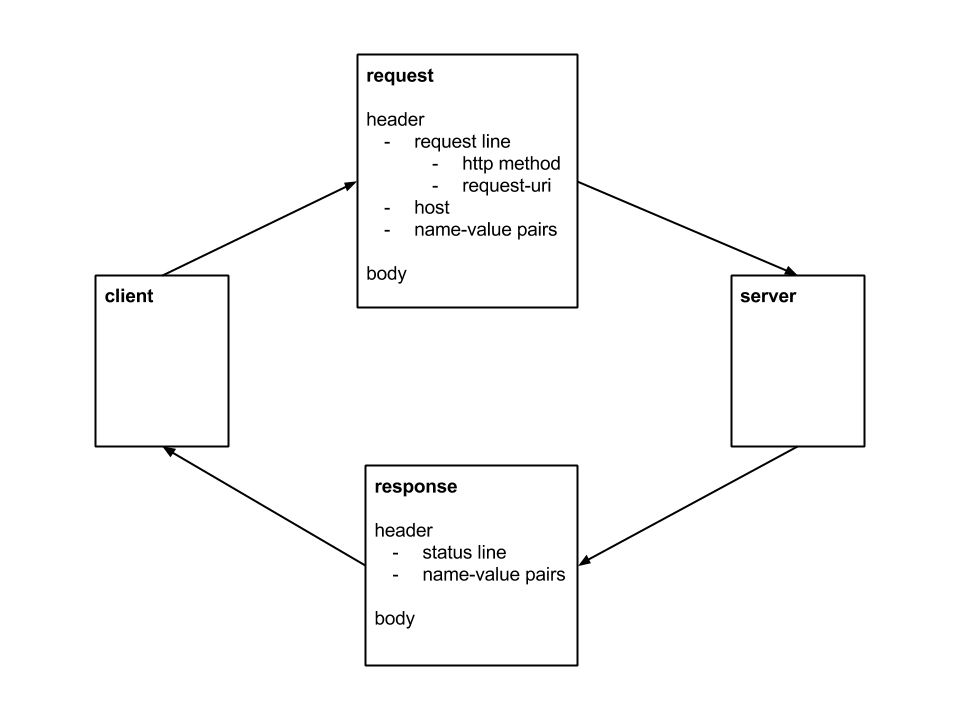 request
header
- request line
- http method
- request-uri
- host
- name-value pairs
body
client
server
response
header
- status line
- name-value pairs
body